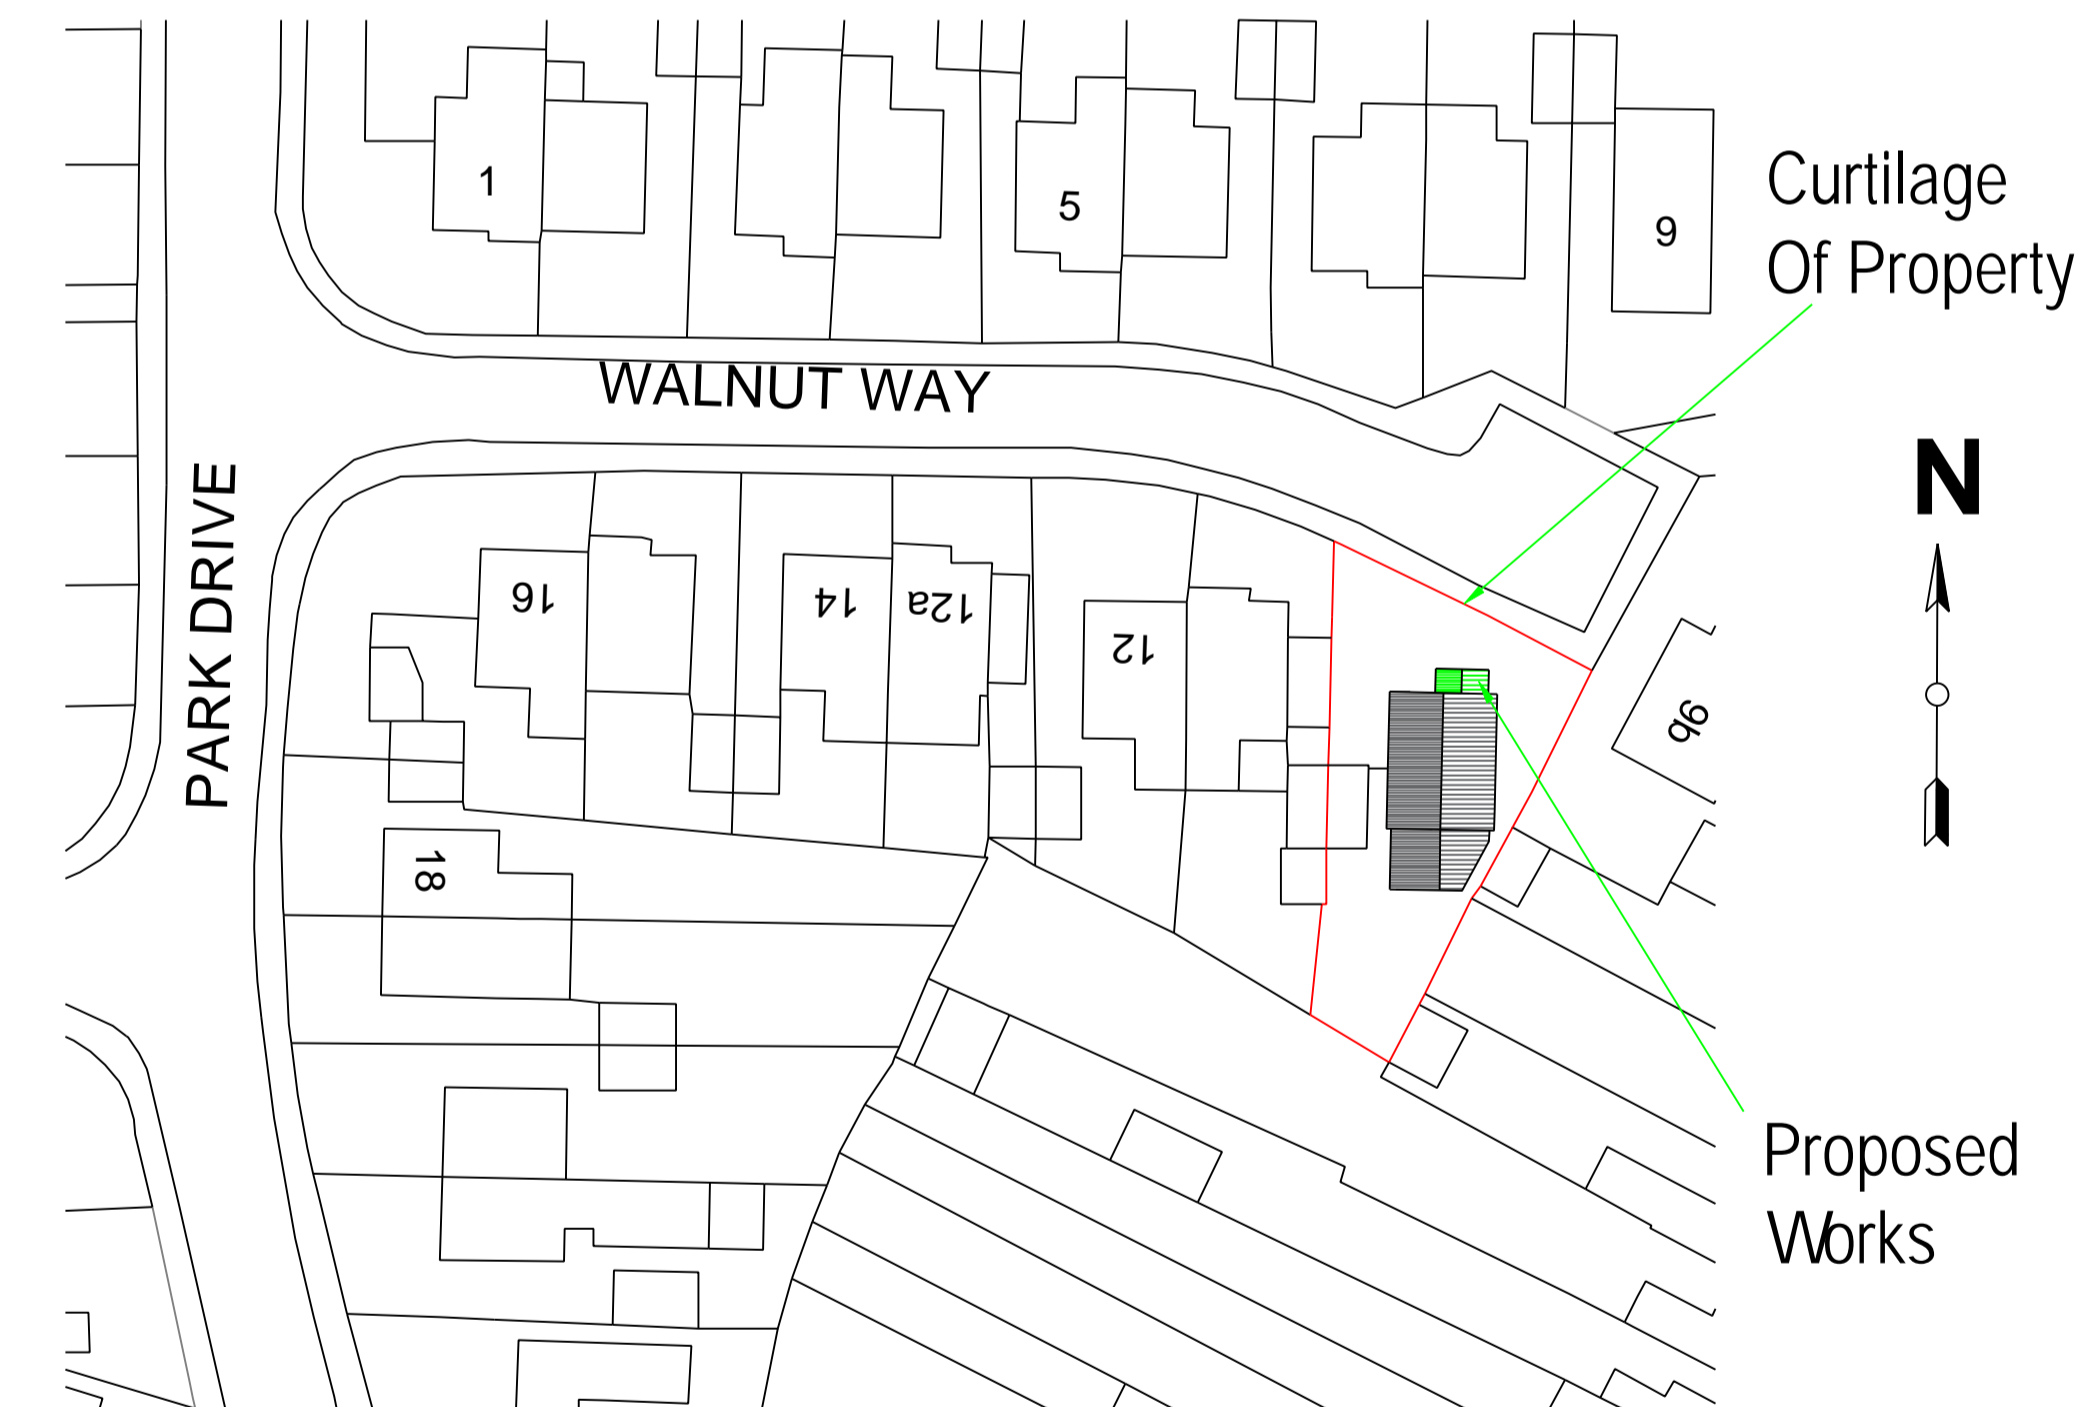 1
5
9
Curtilage
Of Property
WALNUT WAY
N
PARK DRIVE
16
14
12a
12
9b
18
Proposed
Works